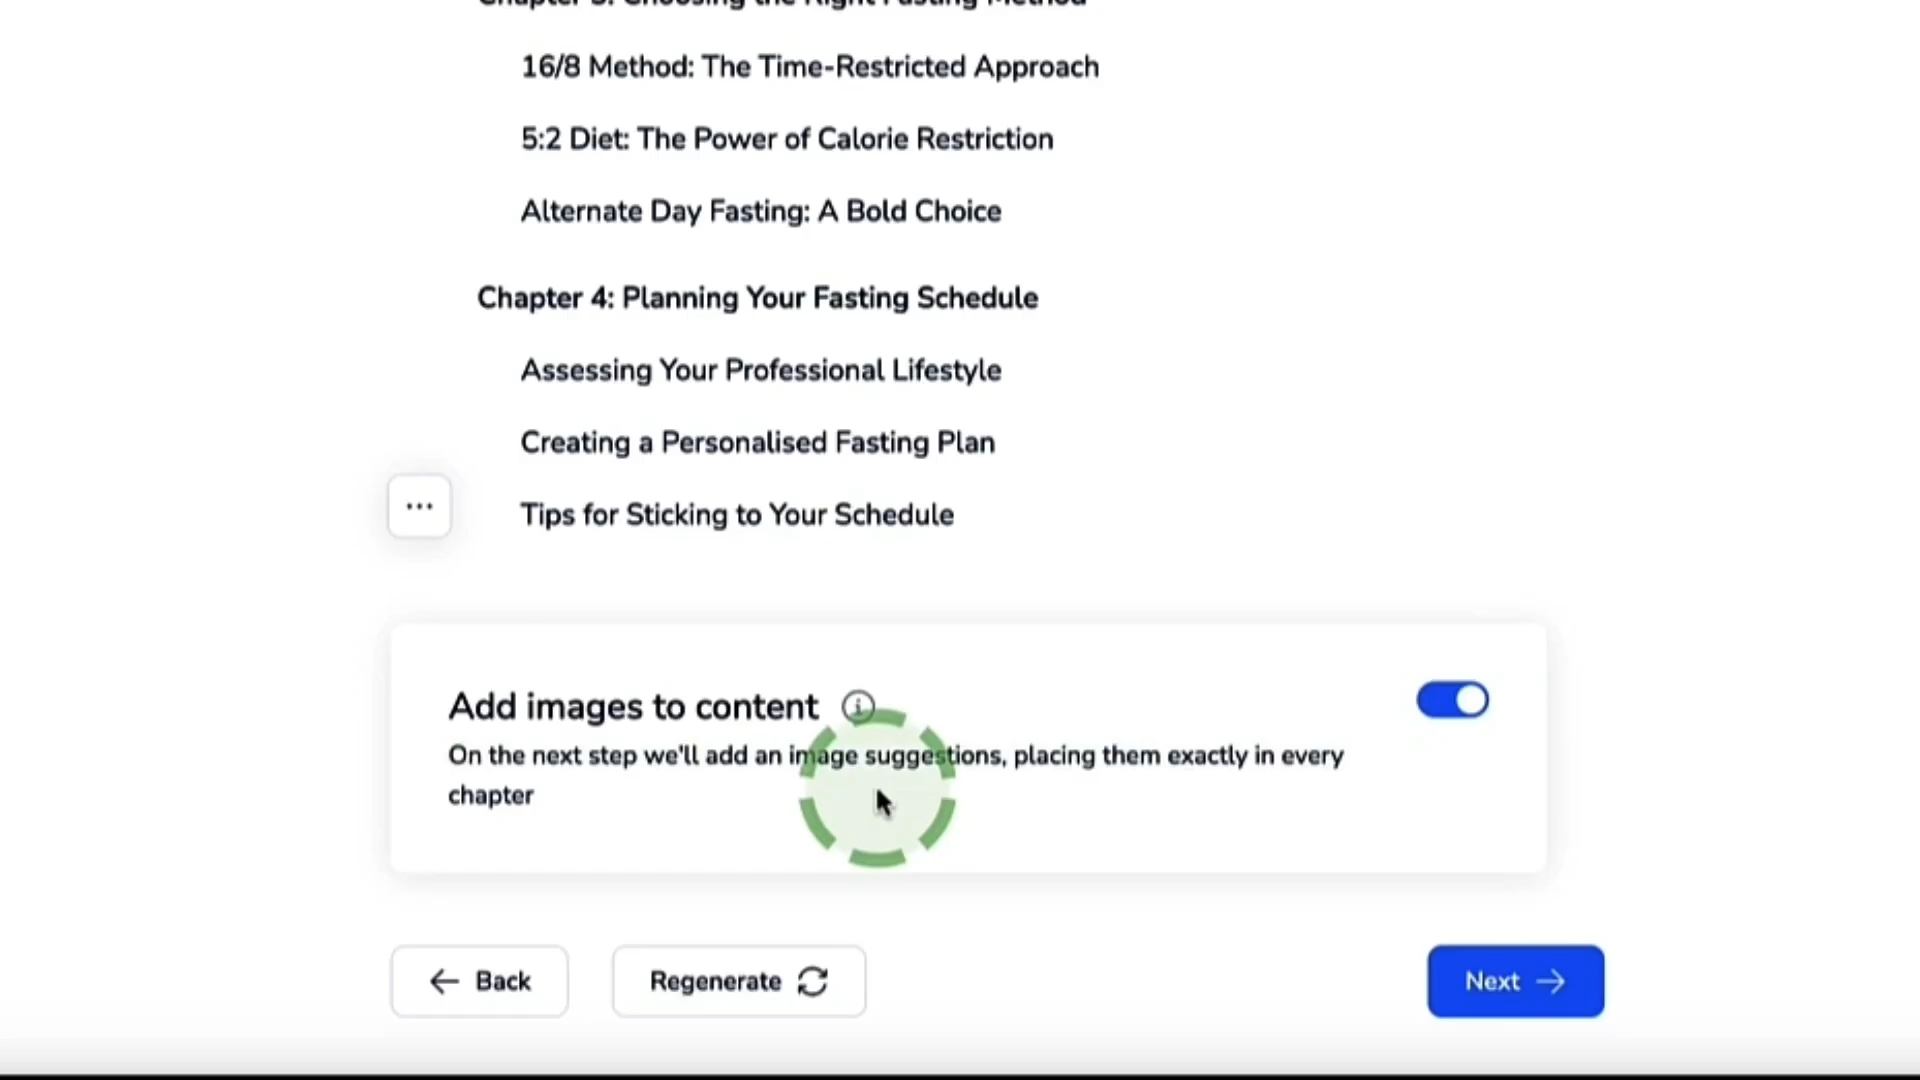 Chapter 3: Choosing the Right Fasting Method
16/8 Method: The Time-Restricted Approach
5:2 Diet: The Power of Calorie Restriction
Alternate Day Fasting: A Bold Choice
Chapter 4: Planning Your Fasting Schedule
Assessing Your Professional Lifestyle
Creating a Personalised Fasting Plan
Tips for Sticking to Your Schedule
Add images to content
On the next step we'll add an image suggestions, placing them exactly in every
chapter
Back
Regenerate
Next